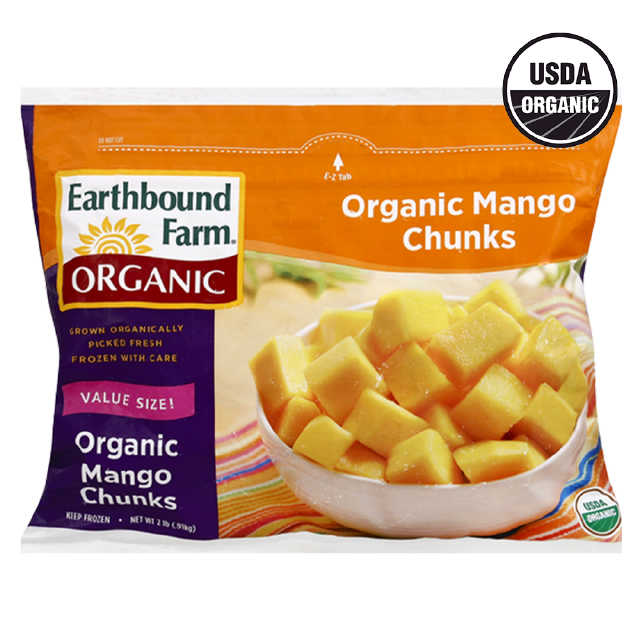 USDA
ORGANIC
DO NOT CUT
E-Z Tab
Earthbound
Farm®
ORGANIC
Organic Mango
Chunks
GROWN ORGANICALLY
PICKED FRESH
FROZEN WITH CARE
VALUE SIZE!
Organic
Mango
Chunks
KEEP FROZEN • NET WT 2 lb (.91kg)
USDA
ORGANIC